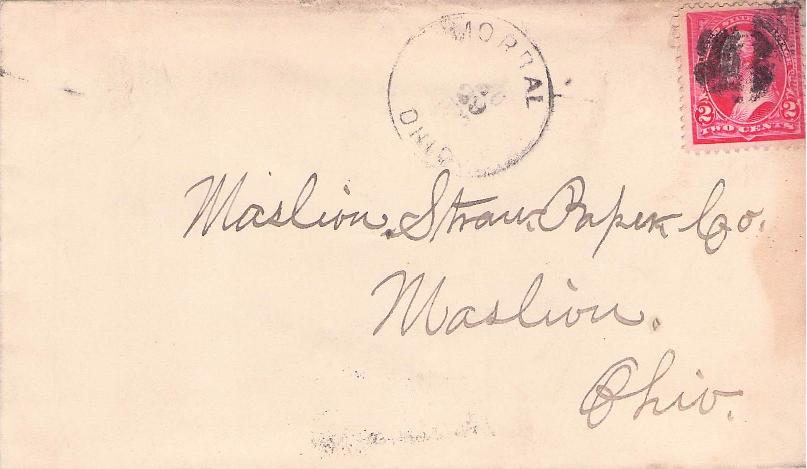 MORRAL
OHIO
2 2
TWO CENTS
Maslion Straw Paper Co.
Maslion.
Ohio.